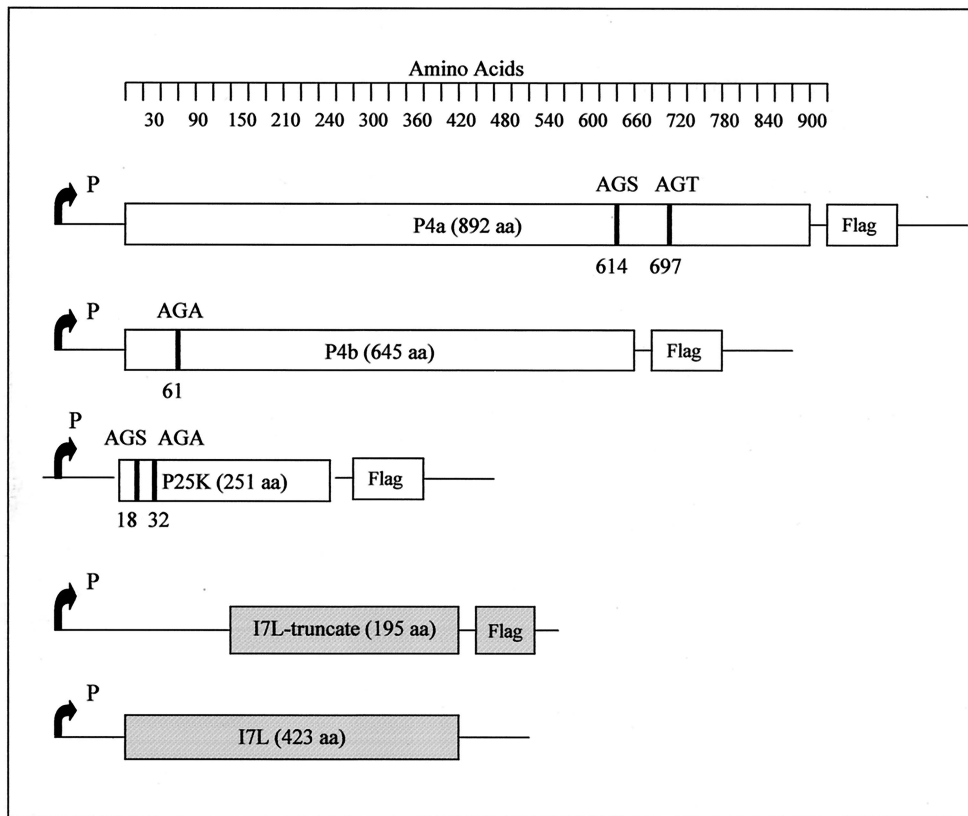 Amino Acids
30 90 150 210 240 300 360 420 480 540 600 660 720 780 840 900
P AGS AGT
P4a (892 aa) Flag
614 697
P AGA
P4b (645 aa) Flag
61
P
AGS AGA
P25K (251 aa) Flag
18 32
P
I7L-truncate (195 aa) Flag
P
I7L (423 aa)